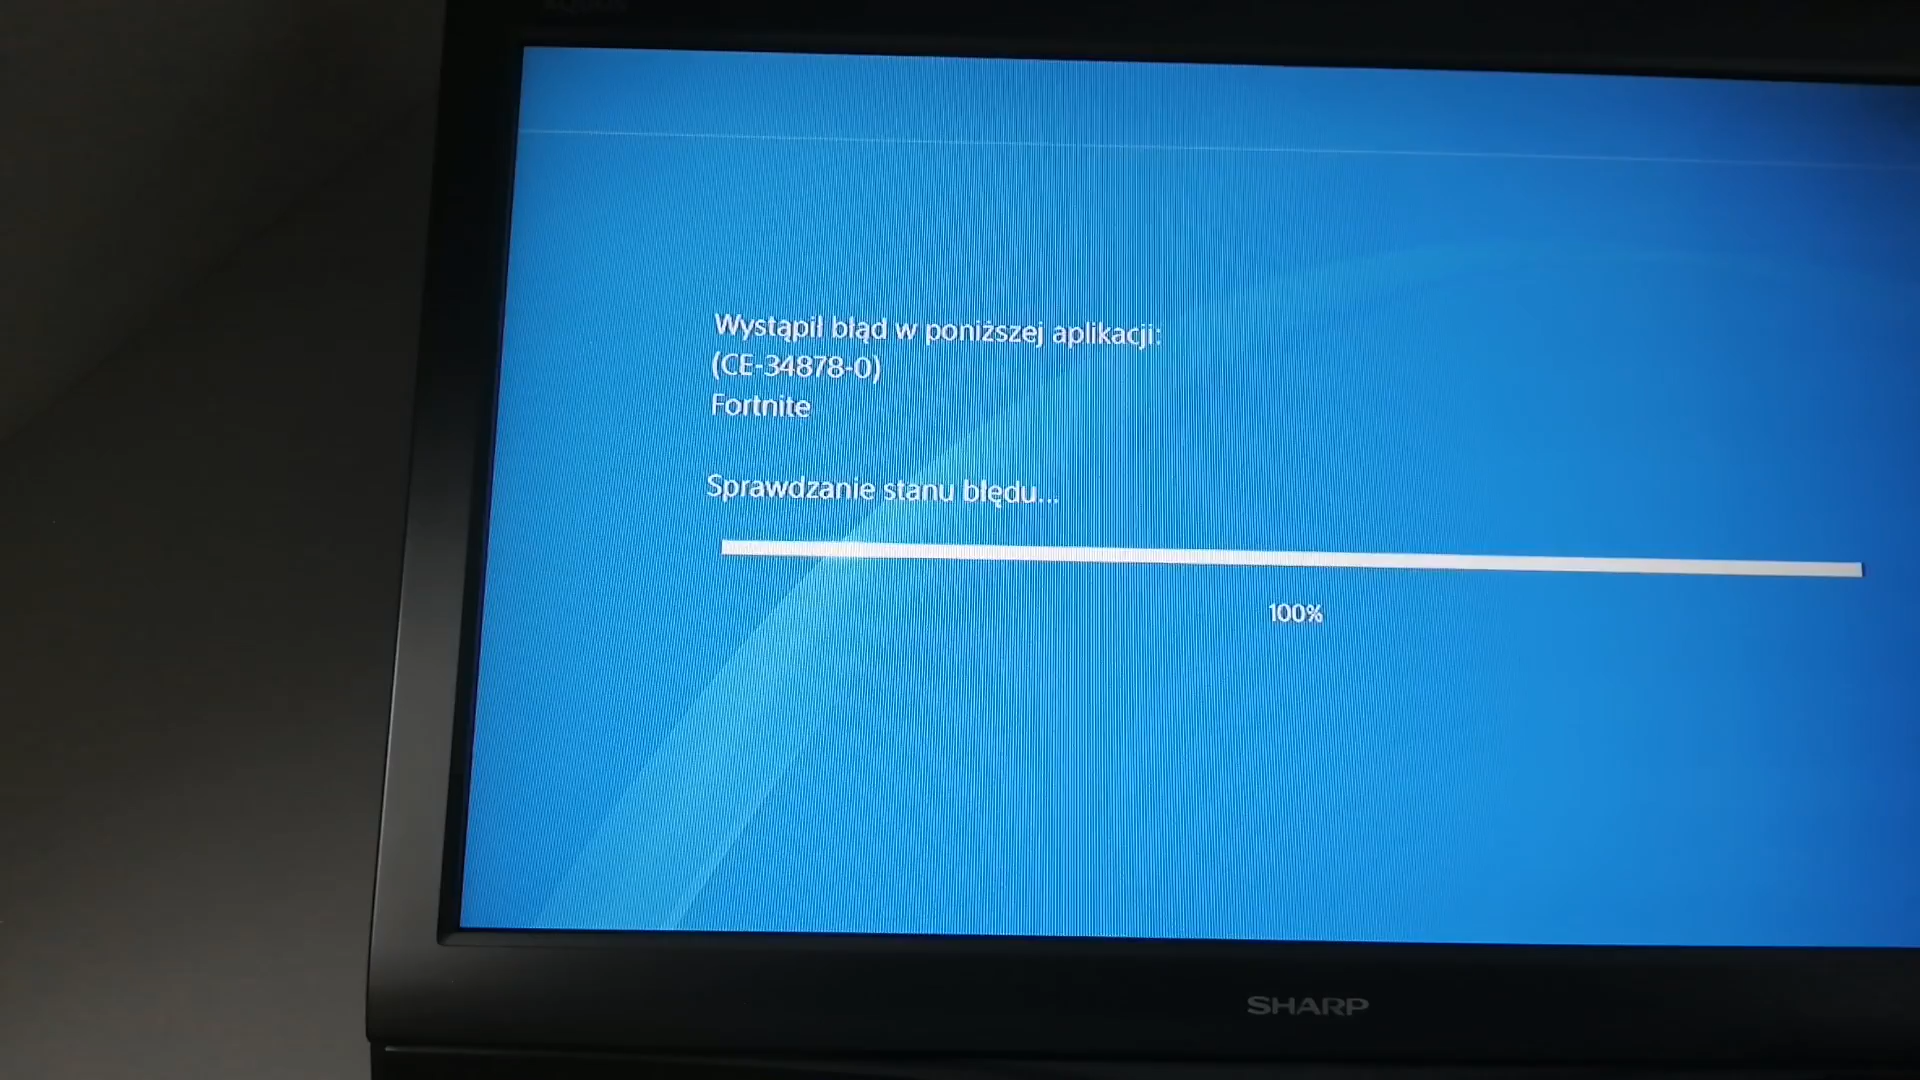 Wystąpił błąd w poniższej aplikacji:
(CE-34878-0)
Fortnite
Sprawdzanie stanu błędu...
100%
SHARP